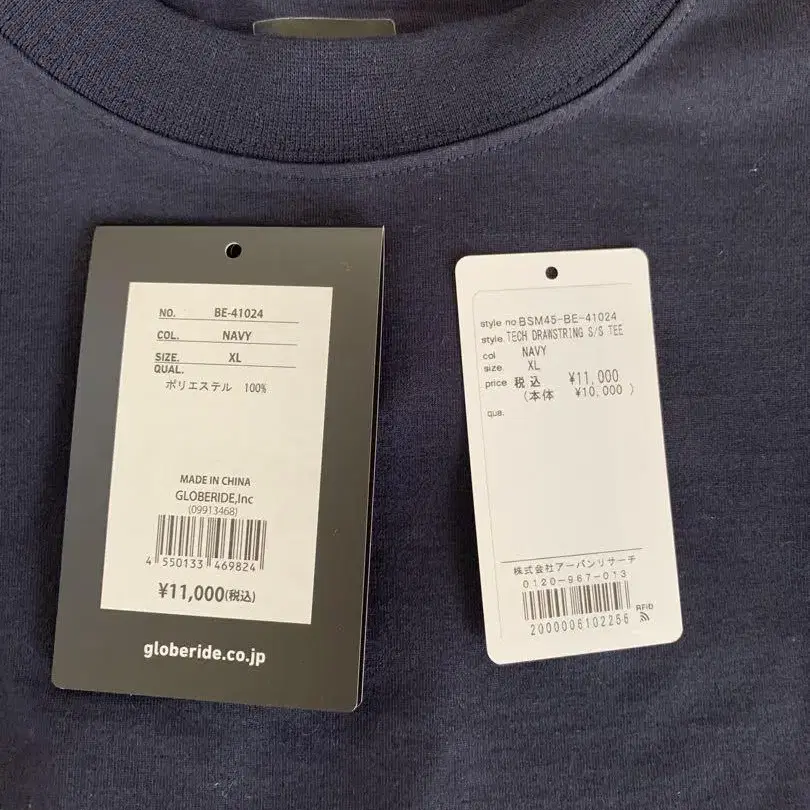 NO. BE-41024
COL. NAVY
SIZE. XL
QUAL.
ポリエステル 100%
MADE IN CHINA
GLOBERIDE,Inc
(09913468)
4 550133 469824
¥11,000(税込)
globeride.co.jp
style no BSM45-BE-41024
style. TECH DRAWSTRING S/S TEE
col NAVY
size. XL
price 税込 ¥11,000
(本体 ¥10,000 )
qua.
株式会社アーバンリサーチ
0120-967-013
RFID
2000006102256